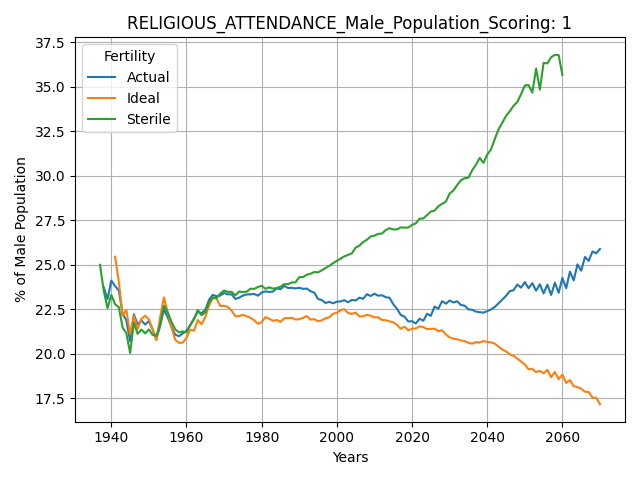 RELIGIOUS_ATTENDANCE_Male_Population_Scoring: 1
Fertility
Actual
Ideal
Sterile
% of Male Population
37.5
35.0
32.5
30.0
27.5
25.0
22.5
20.0
17.5
1940 1960 1980 2000 2020 2040 2060
Years